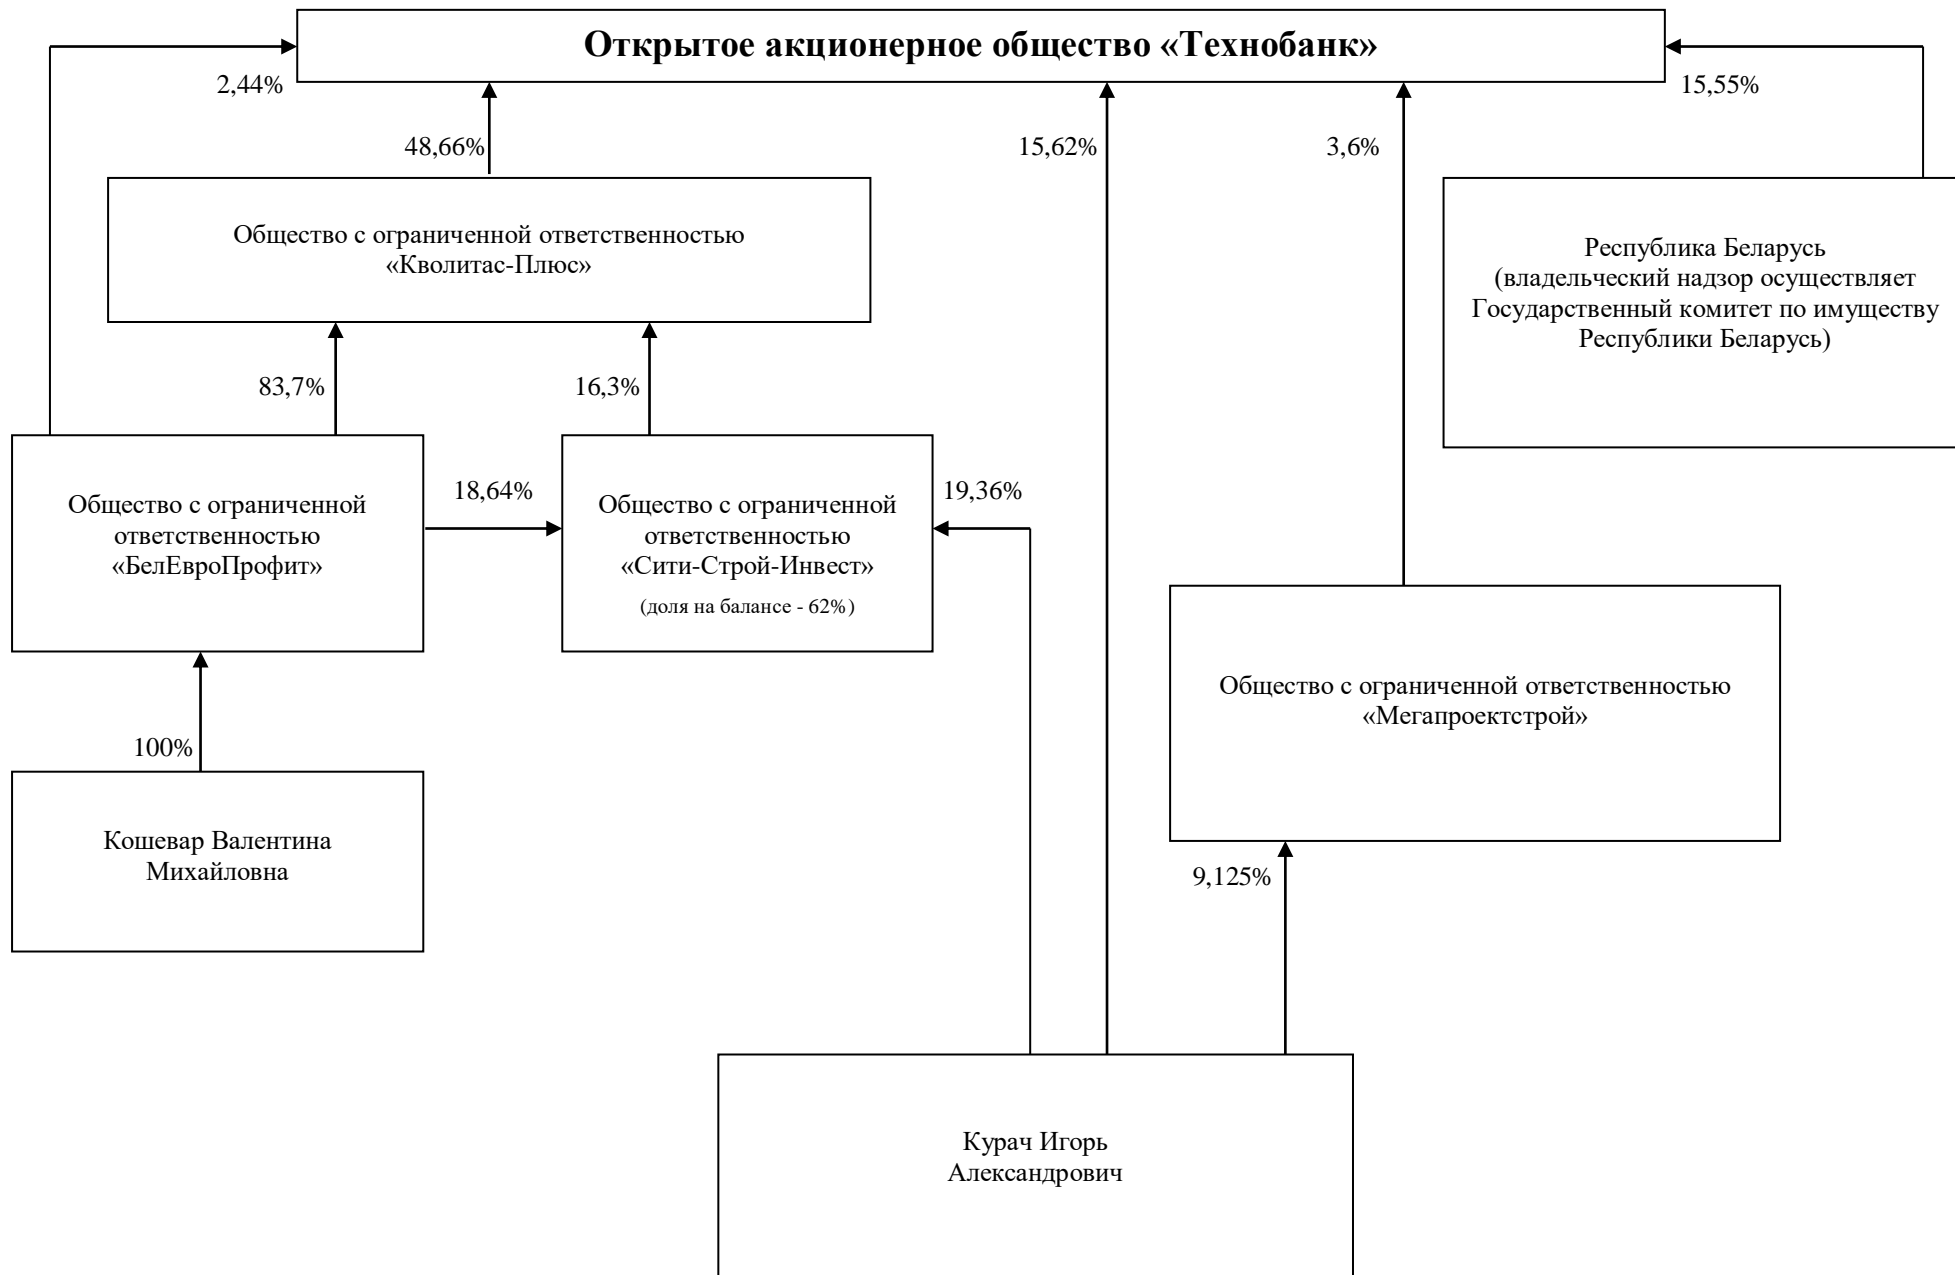 Открытое акционерное общество «Технобанк»
2,44%
15,55%
48,66%
15,62%
3,6%
Общество с ограниченной ответственностью
«Кволитас-Плюс»
Республика Беларусь
(владельческий надзор осуществляет
Государственный комитет по имуществу
Республики Беларусь)
83,7%
16,3%
Общество с ограниченной
ответственностью
«БелЕвроПрофит»
18,64%
Общество с ограниченной
ответственностью
«Сити-Строй-Инвест»
(доля на балансе - 62%)
19,36%
Общество с ограниченной ответственностью
«Мегапроектстрой»
100%
Кошевар Валентина
Михайловна
9,125%
Курач Игорь
Александрович